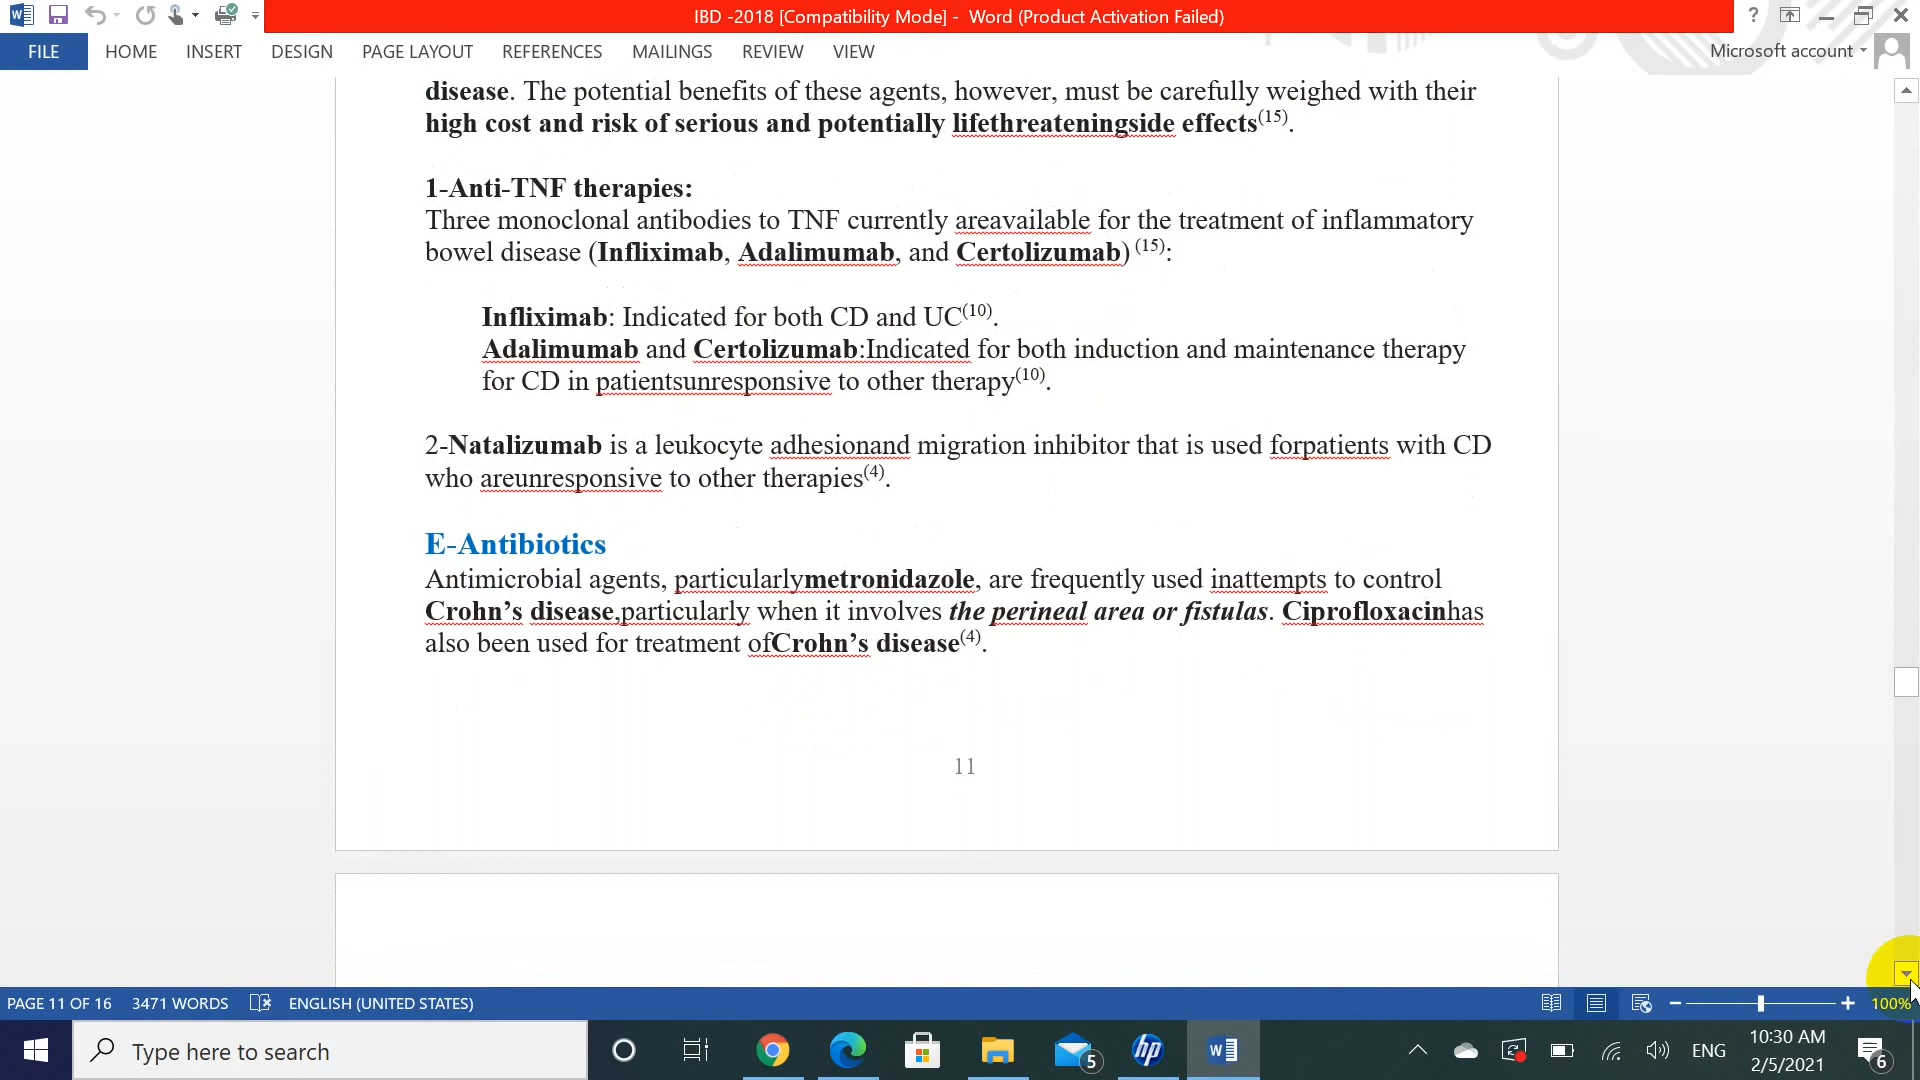 IBD -2018 [Compatibility Mode] - Word (Product Activation Failed)
?
FILE HOME INSERT DESIGN PAGE LAYOUT REFERENCES MAILINGS REVIEW VIEW Microsoft account
disease. The potential benefits of these agents, however, must be carefully weighed with their
high cost and risk of serious and potentially lifethreateningside effects(15).
1-Anti-TNF therapies:
Three monoclonal antibodies to TNF currently areavailable for the treatment of inflammatory
bowel disease (Infliximab, Adalimumab, and Certolizumab) (15):
Infliximab: Indicated for both CD and UC(10).
Adalimumab and Certolizumab:Indicated for both induction and maintenance therapy
for CD in patientsunresponsive to other therapy(10).
2-Natalizumab is a leukocyte adhesionand migration inhibitor that is used forpatients with CD
who areunresponsive to other therapies(4).
E-Antibiotics
Antimicrobial agents, particularlymetronidazole, are frequently used inattempts to control
Crohn’s disease,particularly when it involves the perineal area or fistulas. Ciprofloxacinhas
also been used for treatment ofCrohn’s disease(4).
11
PAGE 11 OF 16 3471 WORDS ENGLISH (UNITED STATES) 100%
Type here to search
5
hp
ENG
10:30 AM
2/5/2021
6